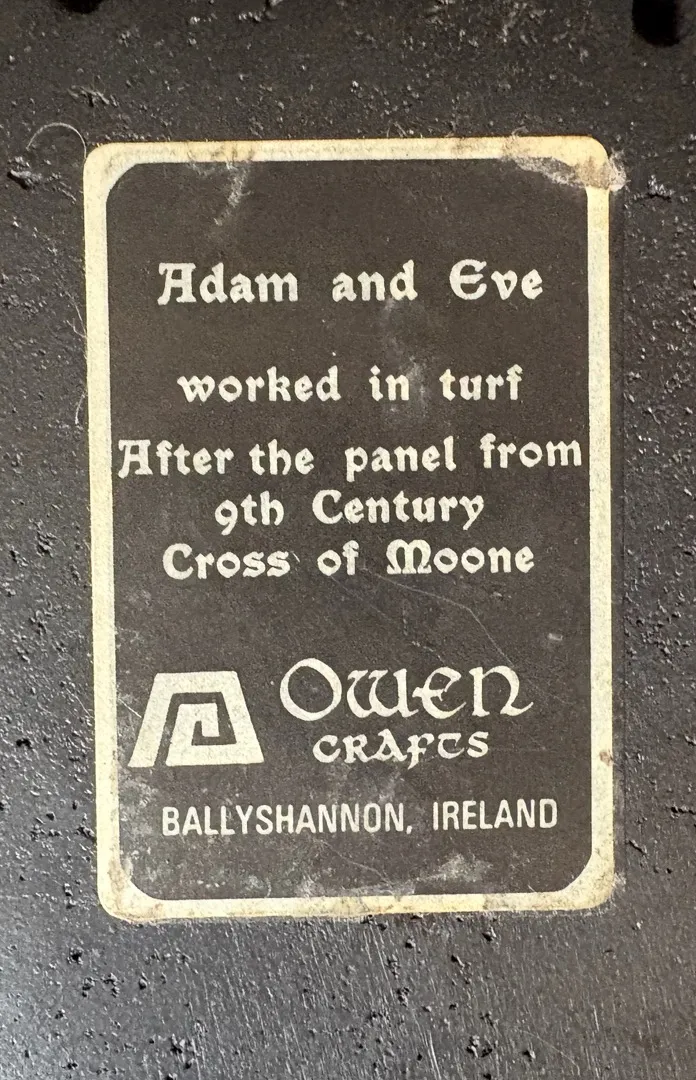 Adam and Eve
worked in turf
After the panel from
9th Century
Cross of Moone
Owen
CRAFTS
BALLYSHANNON, IRELAND